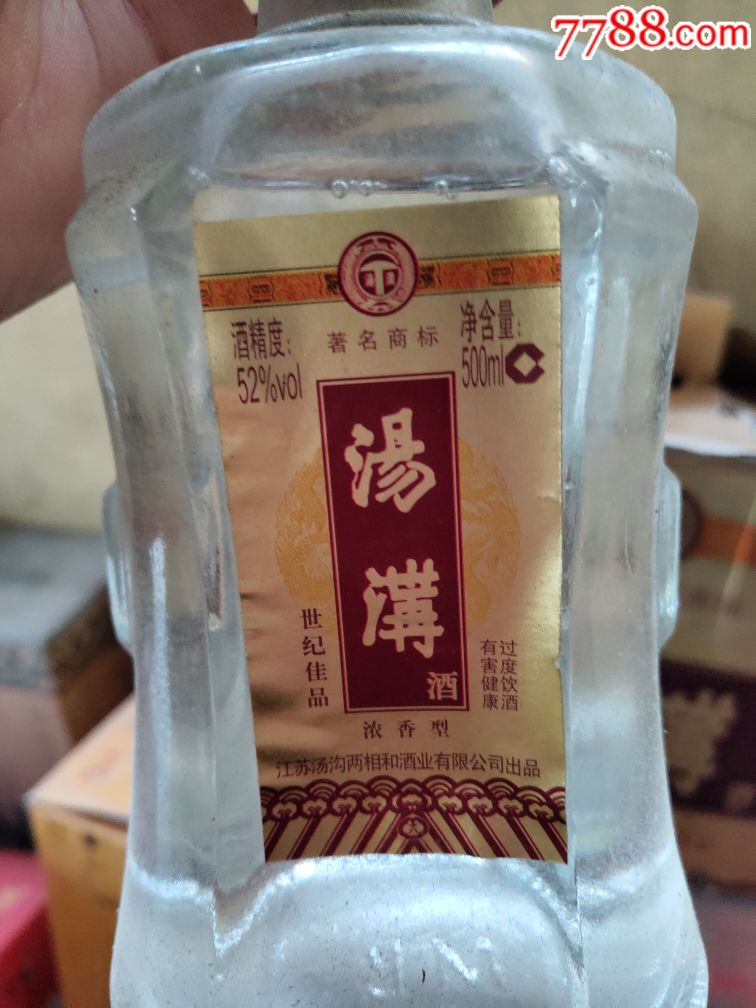 7788.com
酒精度:
52%vol
著名商标
净含量:
500ml
湯溝
酒
世纪佳品
过度饮酒
有害健康
浓香型
江苏汤沟两相和酒业有限公司出品